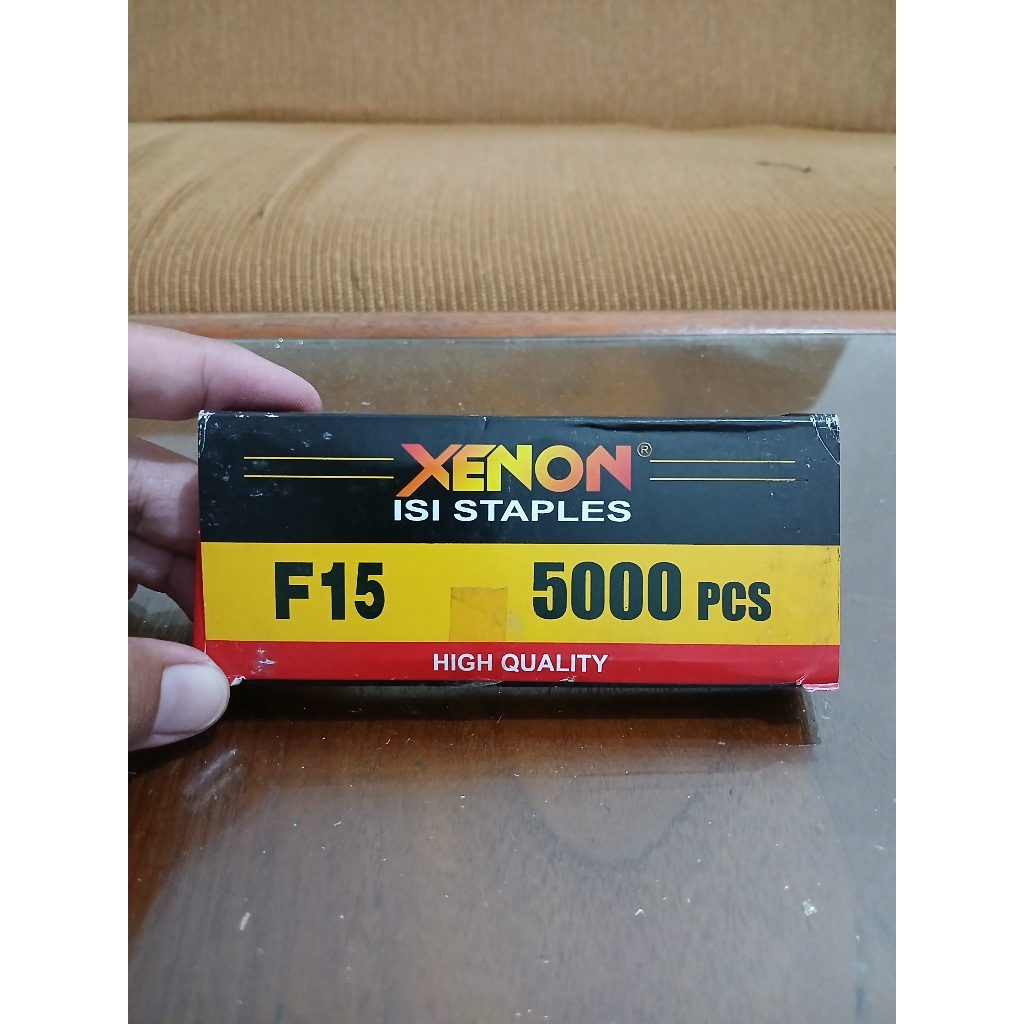 XENON®
ISI STAPLES
F15 5000 PCS
HIGH QUALITY